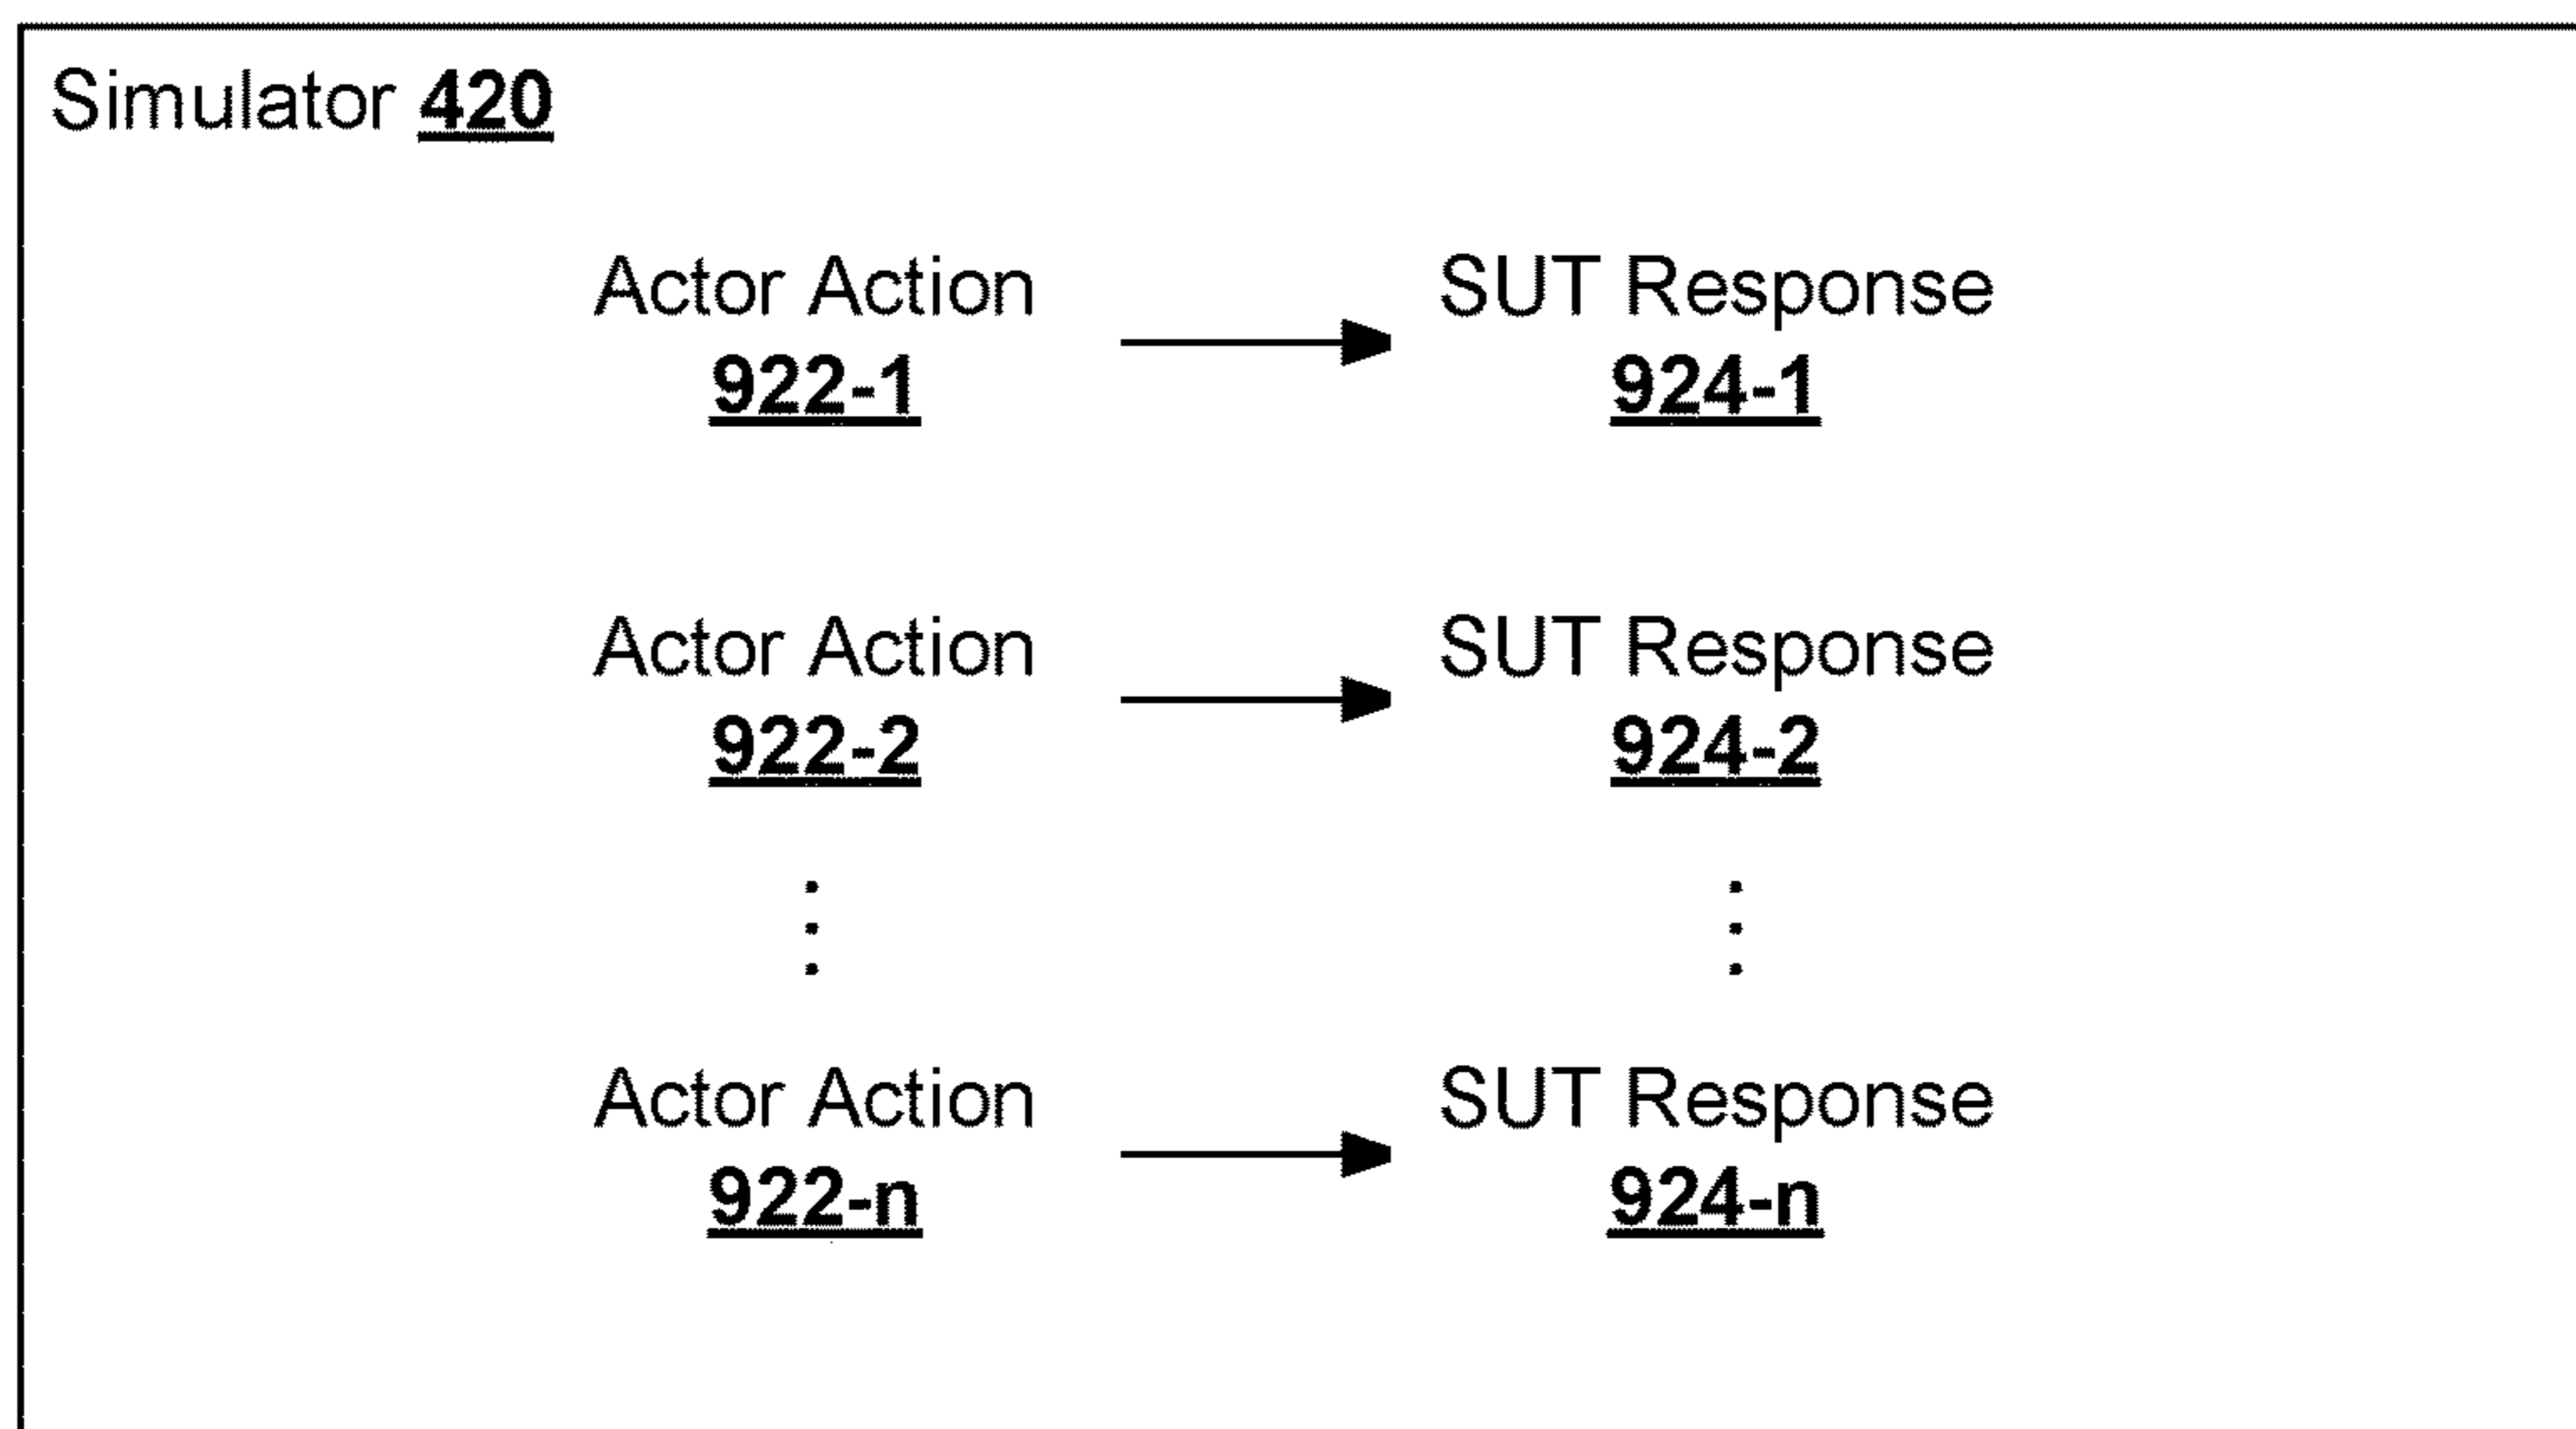 Simulator 420
Actor Action
922-1
SUT Response
924-1
Actor Action
922-2
SUT Response
924-2
Actor Action
922-n
SUT Response
924-n